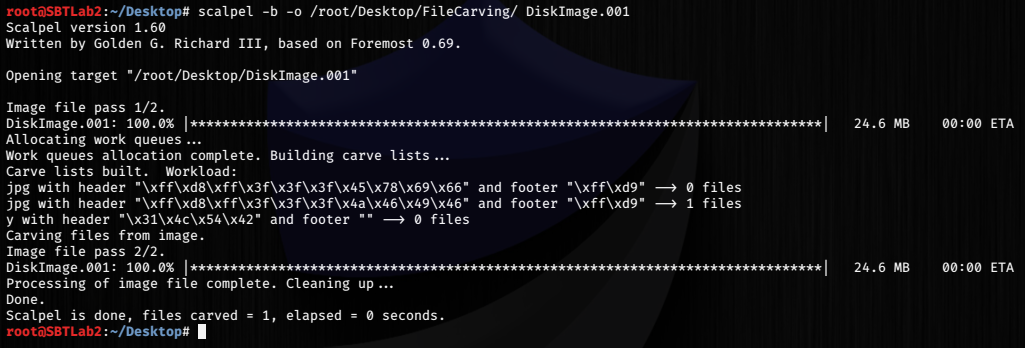 root@SBTLab2:~/Desktop# scalpel -b -o /root/Desktop/FileCarving/ DiskImage.001
Scalpel version 1.60
Written by Golden G. Richard III, based on Foremost 0.69.
Opening target "/root/Desktop/DiskImage.001"
Image file pass 1/2.
DiskImage.001: 100.0% |*******************************************************************************| 24.6 MB 00:00 ETA
Allocating work queues...
Work queues allocation complete. Building carve lists...
Carve lists built. Workload:
jpg with header "\xff\xd8\xff\x3f\x3f\x3f\x45\x78\x69\x66" and footer "\xff\xd9" --> 0 files
jpg with header "\xff\xd8\xff\x3f\x3f\x3f\x4a\x46\x49\x46" and footer "\xff\xd9" --> 1 files
y with header "\x31\x4c\x54\x42" and footer "" --> 0 files
Carving files from image.
Image file pass 2/2.
DiskImage.001: 100.0% |*******************************************************************************| 24.6 MB 00:00 ETA
Processing of image file complete. Cleaning up...
Done.
Scalpel is done, files carved = 1, elapsed = 0 seconds.
root@SBTLab2:~/Desktop#